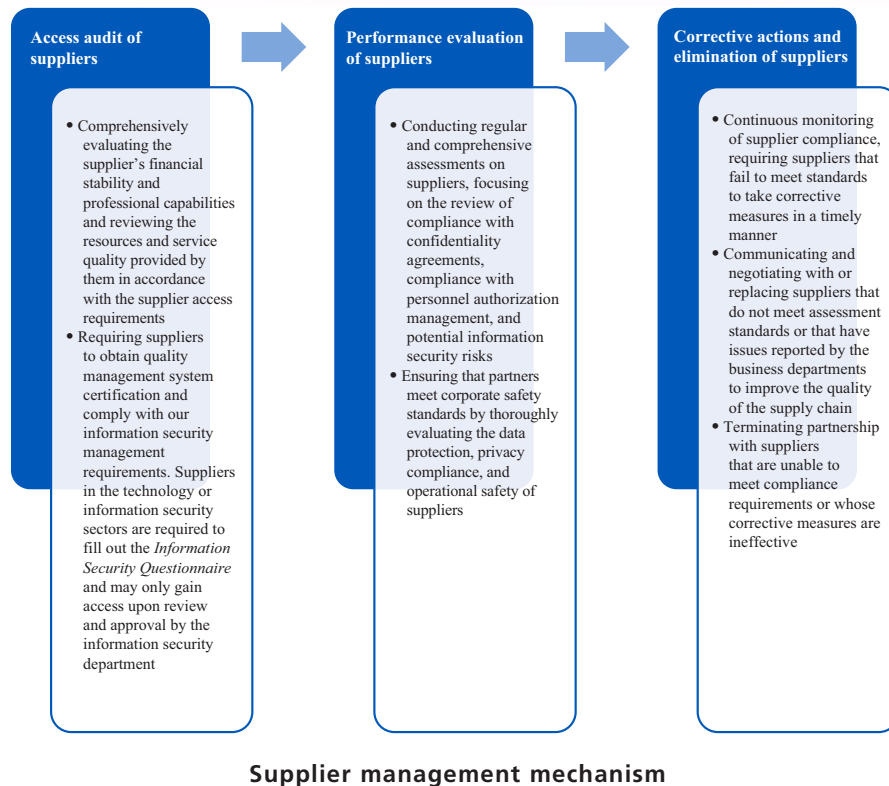 Access audit of
suppliers
• Comprehensively
evaluating the
supplier’s financial
stability and
professional capabilities
and reviewing the
resources and service
quality provided by
them in accordance
with the supplier access
requirements
• Requiring suppliers
to obtain quality
management system
certification and
comply with our
information security
management
requirements. Suppliers
in the technology or
information security
sectors are required to
fill out the Information
Security Questionnaire
and may only gain
access upon review
and approval by the
information security
department
Performance evaluation
of suppliers
• Conducting regular
and comprehensive
assessments on
suppliers, focusing
on the review of
compliance with
confidentiality
agreements,
compliance with
personnel authorization
management, and
potential information
security risks
• Ensuring that partners
meet corporate safety
standards by thoroughly
evaluating the data
protection, privacy
compliance, and
operational safety of
suppliers
Corrective actions and
elimination of suppliers
• Continuous monitoring
of supplier compliance,
requiring suppliers that
fail to meet standards
to take corrective
measures in a timely
manner
• Communicating and
negotiating with or
replacing suppliers that
do not meet assessment
standards or that have
issues reported by the
business departments
to improve the quality
of the supply chain
• Terminating partnership
with suppliers
that are unable to
meet compliance
requirements or whose
corrective measures are
ineffective
Supplier management mechanism